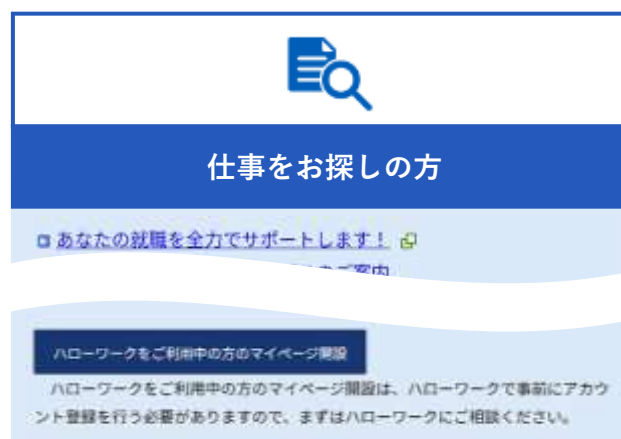 仕事をお探しの方
あなたの就職を全力でサポートします!
のご案内
ハローワークをご利用中の方のマイページ開設
ハローワークをご利用中の方のマイページ開設は、ハローワークで事前にアカウ
ント登録を行う必要がありますので、まずはハローワークにご相談ください。